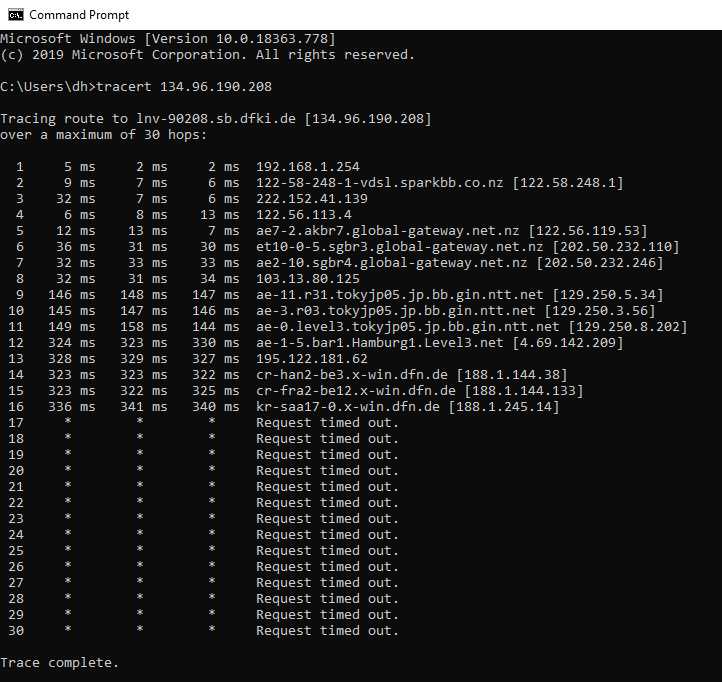 Command Prompt
Microsoft Windows [Version 10.0.18363.778]
(c) 2019 Microsoft Corporation. All rights reserved.
C:\Users\dh>tracert 134.96.190.208
Tracing route to lnv-90208.sb.dfki.de [134.96.190.208]
over a maximum of 30 hops:
1 5 ms 2 ms 2 ms 192.168.1.254
2 9 ms 7 ms 6 ms 122-58-248-1-vdsl.sparkbb.co.nz [122.58.248.1]
3 32 ms 7 ms 6 ms 222.152.41.139
4 6 ms 8 ms 13 ms 122.56.113.4
5 12 ms 13 ms 7 ms ae7-2.akbr7.global-gateway.net.nz [122.56.119.53]
6 36 ms 31 ms 30 ms et10-0-5.sgbr3.global-gateway.net.nz [202.50.232.110]
7 32 ms 33 ms 33 ms ae2-10.sgbr4.global-gateway.net.nz [202.50.232.246]
8 32 ms 31 ms 34 ms 103.13.80.125
9 146 ms 148 ms 147 ms ae-11.r31.tokyjp05.jp.bb.gin.ntt.net [129.250.5.34]
10 145 ms 147 ms 146 ms ae-3.r03.tokyjp05.jp.bb.gin.ntt.net [129.250.3.56]
11 149 ms 158 ms 144 ms ae-0.level3.tokyjp05.jp.bb.gin.ntt.net [129.250.8.202]
12 324 ms 323 ms 330 ms ae-1-5.bar1.Hamburg1.Level3.net [4.69.142.209]
13 328 ms 329 ms 327 ms 195.122.181.62
14 323 ms 323 ms 322 ms cr-han2-be3.x-win.dfn.de [188.1.144.38]
15 323 ms 322 ms 325 ms cr-fra2-be12.x-win.dfn.de [188.1.144.133]
16 336 ms 341 ms 340 ms kr-saa17-0.x-win.dfn.de [188.1.245.14]
17 * * * Request timed out.
18 * * * Request timed out.
19 * * * Request timed out.
20 * * * Request timed out.
21 * * * Request timed out.
22 * * * Request timed out.
23 * * * Request timed out.
24 * * * Request timed out.
25 * * * Request timed out.
26 * * * Request timed out.
27 * * * Request timed out.
28 * * * Request timed out.
29 * * * Request timed out.
30 * * * Request timed out.
Trace complete.